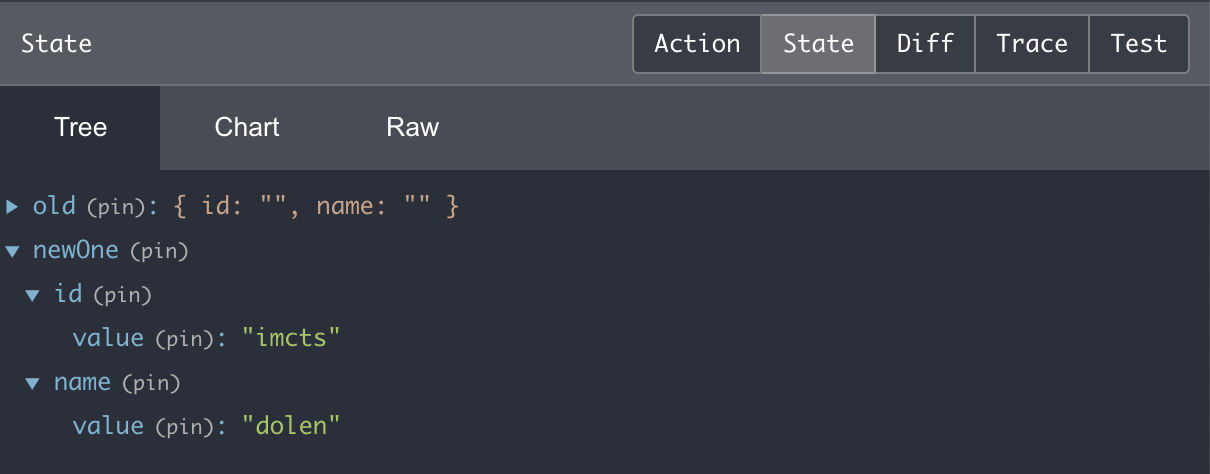 State Action State Diff Trace Test
Tree Chart Raw
old (pin): { id: "", name: "" }
newOne (pin)
id (pin)
value (pin): "imcts"
name (pin)
value (pin): "dolen"